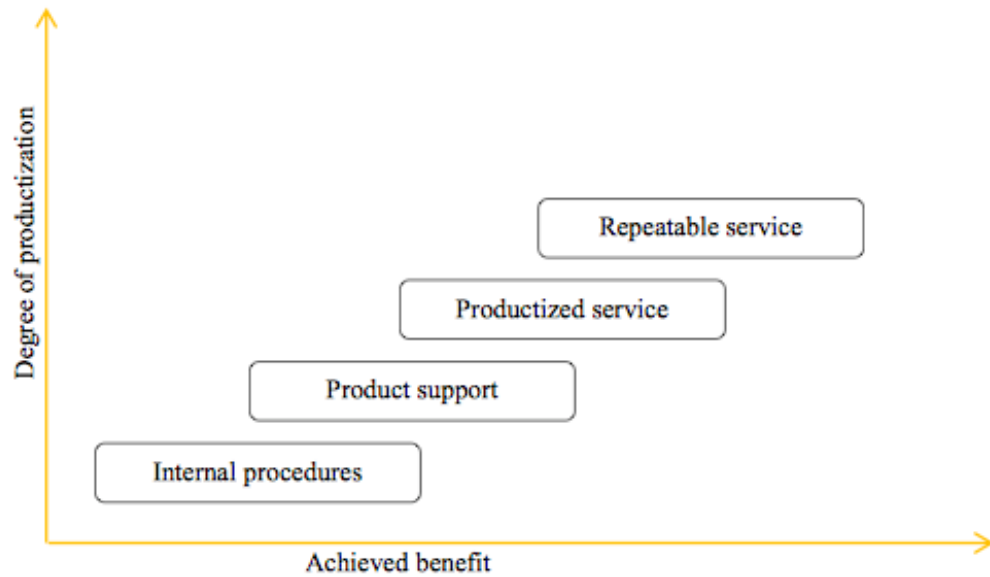 Degree of productization
Repeatable service
Productized service
Product support
Internal procedures
Achieved benefit